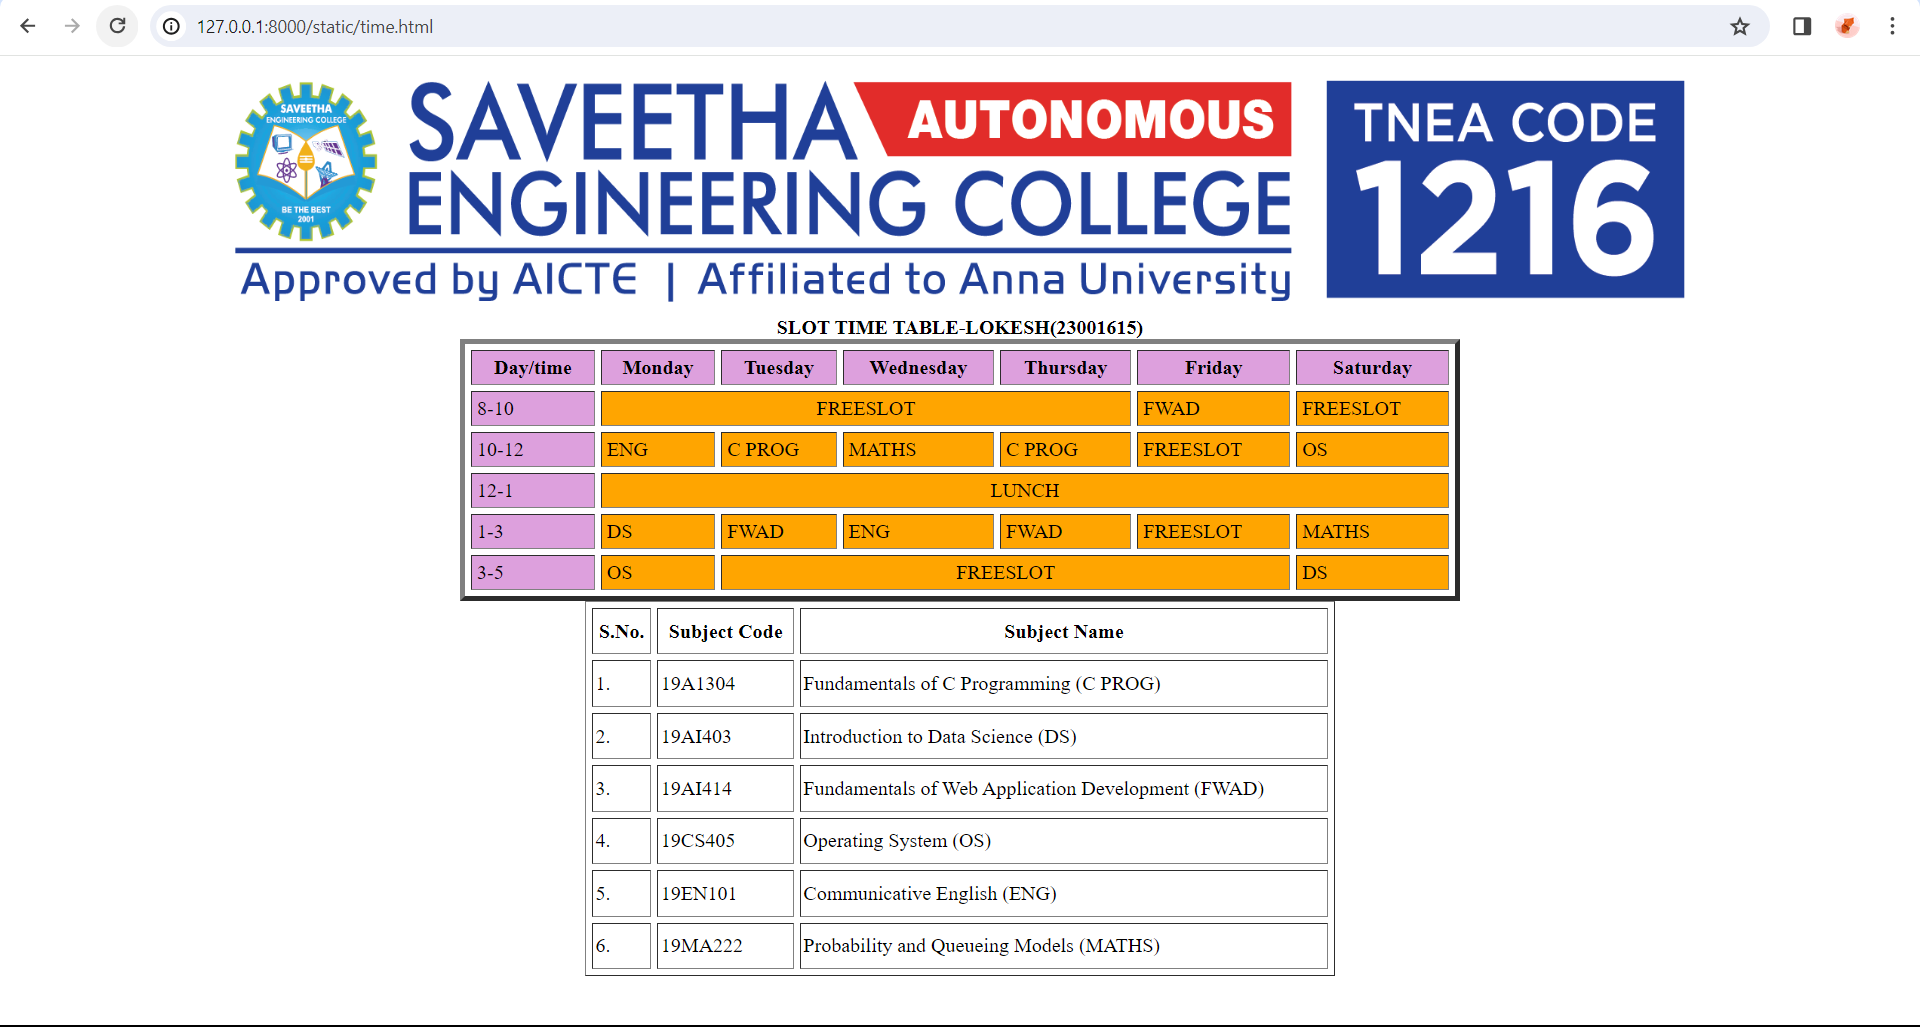 127.0.0.1:8000/static/time.html
SAVEETHA
ENGINEERING COLLEGE
BE THE BEST
2001
SAVEETHA AUTONOMOUS
ENGINEERING COLLEGE
Approved by AICTE | Affiliated to Anna University
TNEA CODE
1216
SLOT TIME TABLE-LOKESH(23001615)
Day/time Monday Tuesday Wednesday Thursday Friday Saturday
8-10 FREESLOT FWAD FREESLOT
10-12 ENG C PROG MATHS C PROG FREESLOT OS
12-1 LUNCH
1-3 DS FWAD ENG FWAD FREESLOT MATHS
3-5 OS FREESLOT DS
S.No. Subject Code Subject Name
1. 19A1304 Fundamentals of C Programming (C PROG)
2. 19AI403 Introduction to Data Science (DS)
3. 19AI414 Fundamentals of Web Application Development (FWAD)
4. 19CS405 Operating System (OS)
5. 19EN101 Communicative English (ENG)
6. 19MA222 Probability and Queueing Models (MATHS)